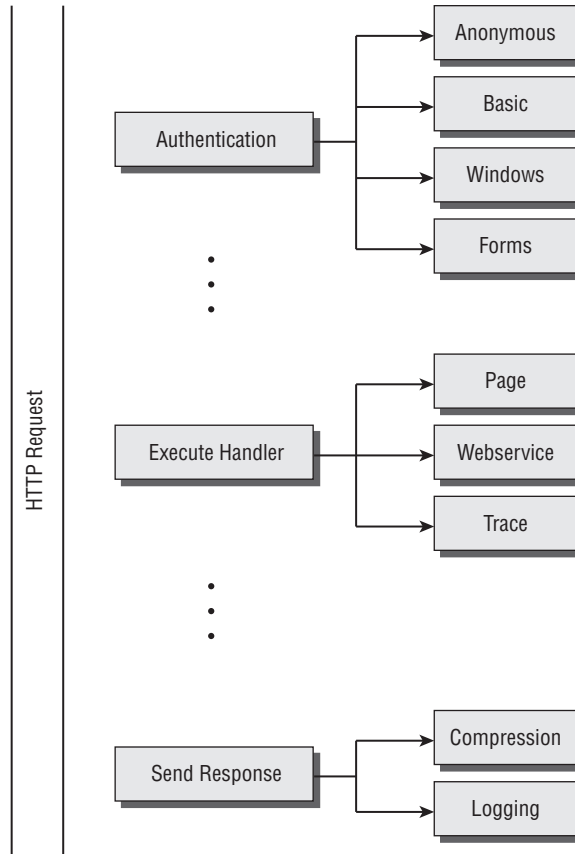 HTTP Request
Authentication
Anonymous
Basic
Windows
Forms
Execute Handler
Page
Webservice
Trace
Send Response
Compression
Logging